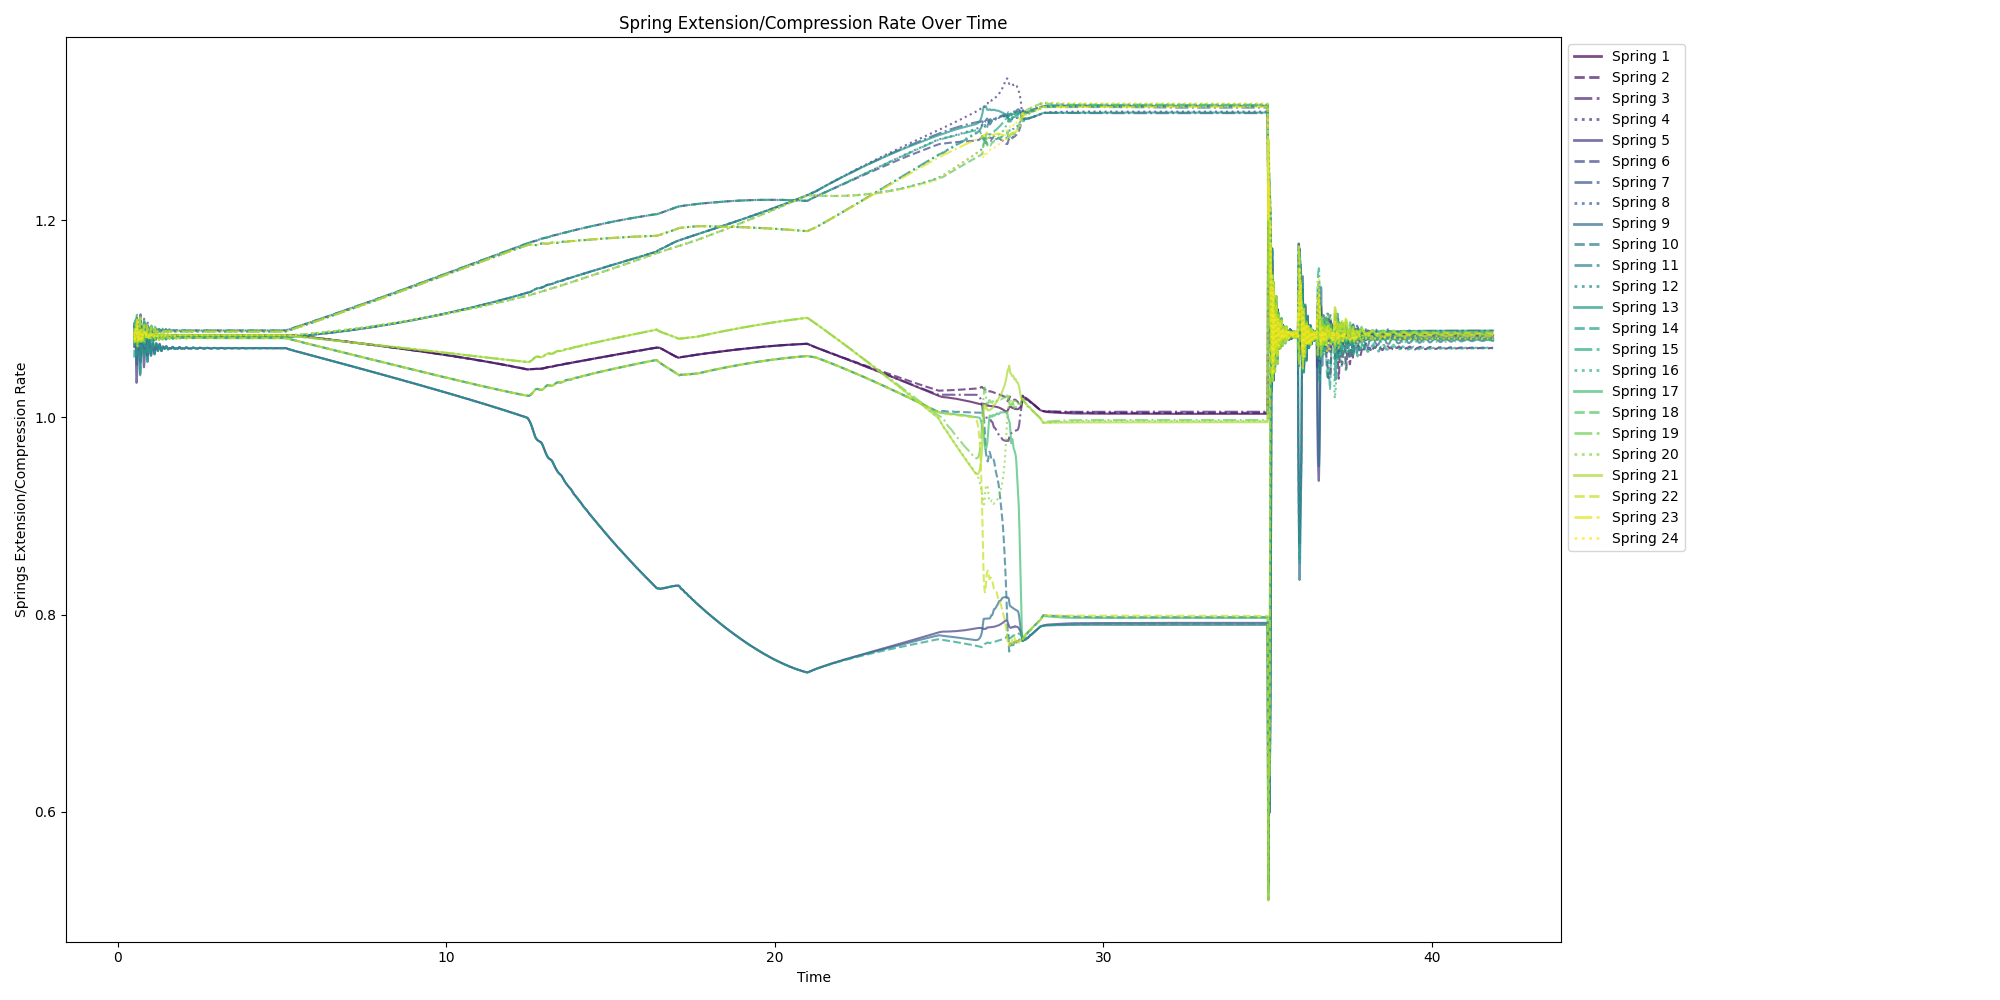 Spring Extension/Compression Rate Over Time
Springs Extension/Compression Rate
1.2
1.0
0.8
0.6
0
10
20
30
40
Time
Spring 1
Spring 2
Spring 3
Spring 4
Spring 5
Spring 6
Spring 7
Spring 8
Spring 9
Spring 10
Spring 11
Spring 12
Spring 13
Spring 14
Spring 15
Spring 16
Spring 17
Spring 18
Spring 19
Spring 20
Spring 21
Spring 22
Spring 23
Spring 24